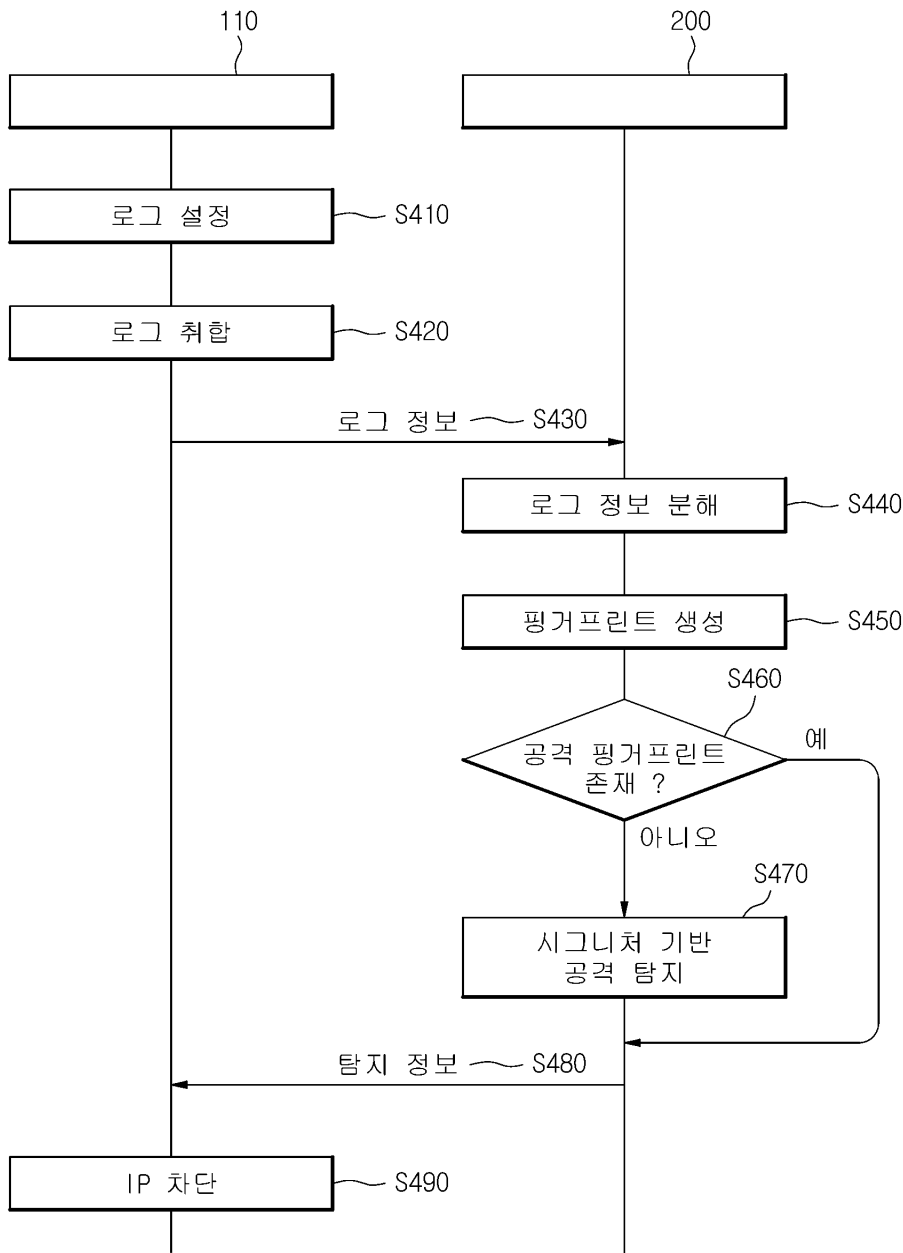 110
200
로그 설정
S410
로그 취합
S420
로그 정보
S430
로그 정보 분해
S440
핑거프린트 생성
S450
S460
공격 핑거프린트
존재 ?
예
아니오
S470
시그니처 기반
공격 탐지
탐지 정보
S480
IP 차단
S490